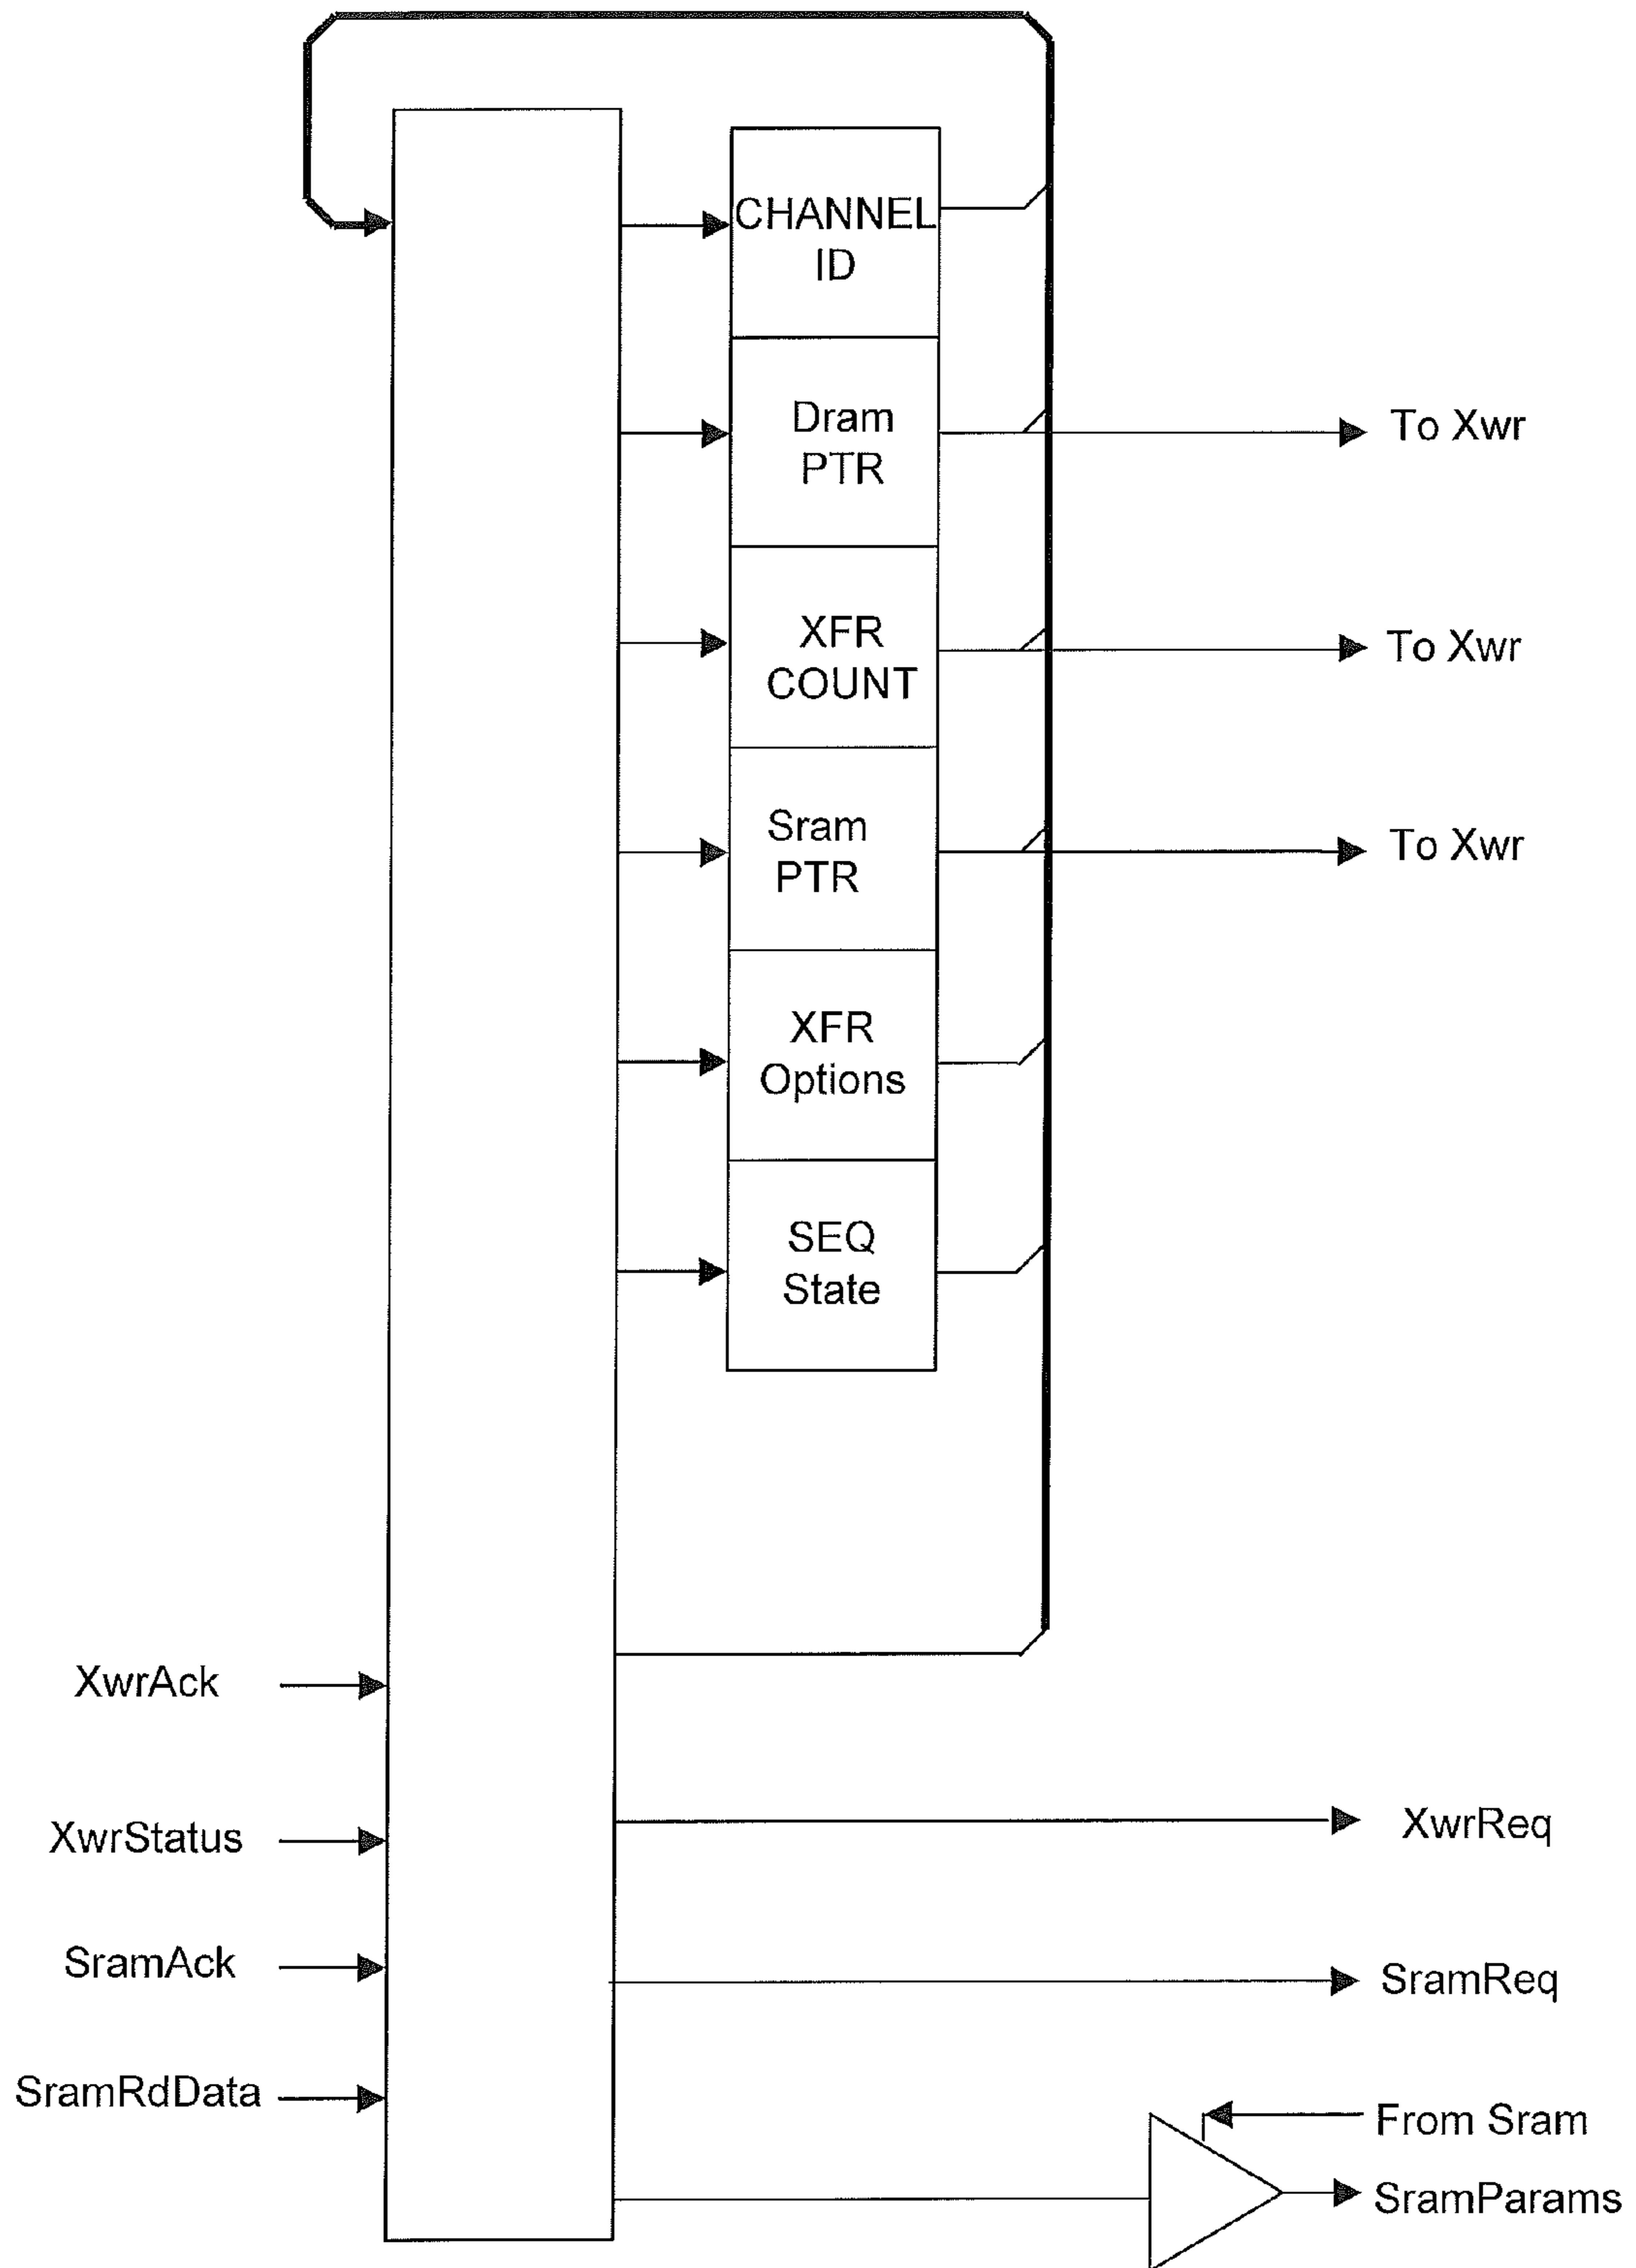 CHANNEL
ID
Dram
PTR
To Xwr
XFR
COUNT
To Xwr
Sram
PTR
To Xwr
XFR
Options
SEQ
State
XwrAck
XwrStatus
XwrReq
SramAck
SramReq
SramRdData
From Sram
SramParams